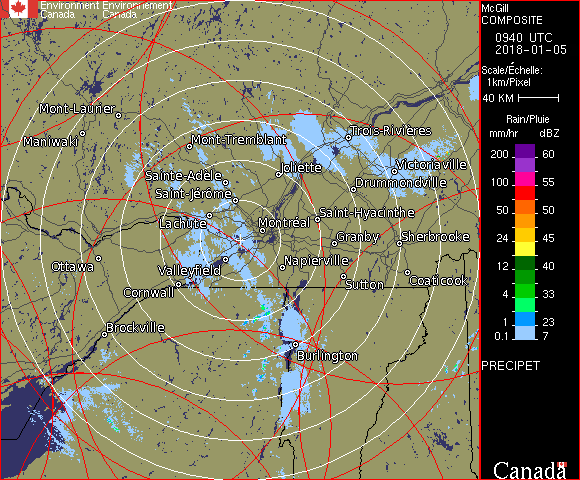 Environment Environnement
Canada Canada
Mont-Laurier
Maniwaki
Mont-Tremblant
Trois-Rivières
Joliette
Victoriaville
Sainte-Adèle
Drummondville
Saint-Jérôme
Saint-Hyacinthe
Lachute
Montréal
Granby
Sherbrooke
Ottawa
Napierville
Valleyfield
Sutton
Coaticook
Cornwall
Brockville
Burlington
McGill
COMPOSITE
0940 UTC
2018-01-05
Scale/Échelle:
1km/Pixel
40 KM
Rain/Pluie
mm/hr dBZ
200 60
150 57
100 55
50 50
24 45
12 40
4 33
1 23
0.1 7
PRECIPET
Canada